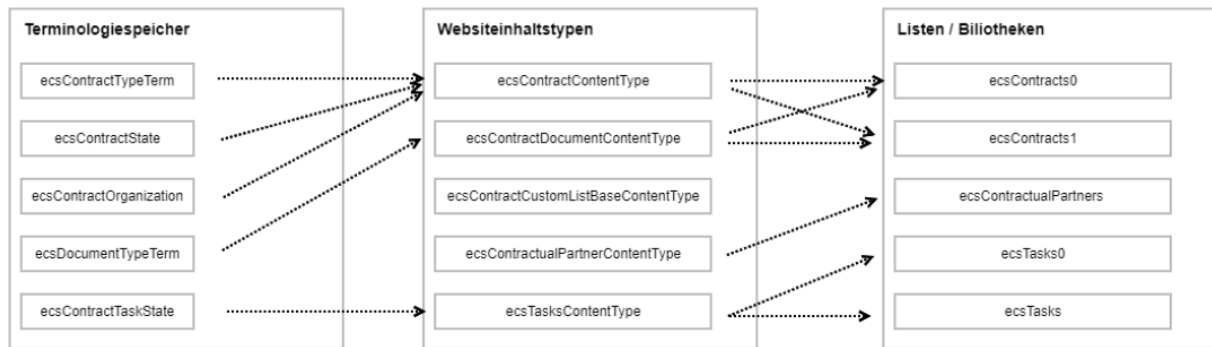 Terminologiespeicher
ecsContractTypeTerm
ecsContractState
ecsContractOrganization
ecsDocumentTypeTerm
ecsContractTaskState
Websiteinhaltstypen
ecsContractContentType
ecsContractDocumentContentType
ecsContractCustomListBaseContentType
ecsContractualPartnerContentType
ecsTasksContentType
Listen / Biliotheken
ecsContracts0
ecsContracts1
ecsContractualPartners
ecsTasks0
ecsTasks